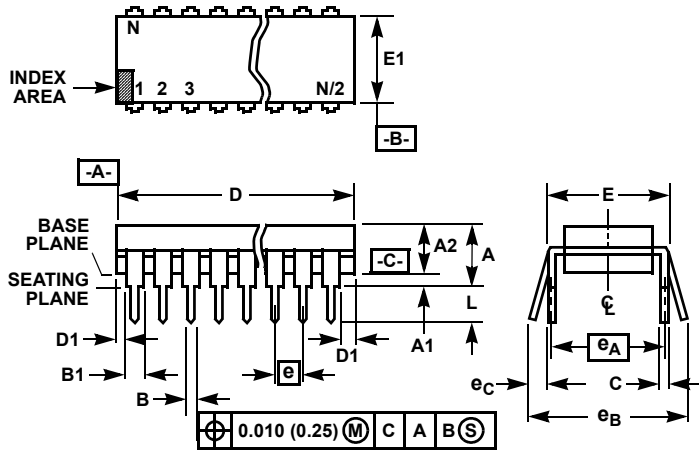 N
INDEX
AREA
1 2 3 N/2
E1
-B-
-A-
D
E
BASE
PLANE
A2
A
-C-
SEATING
PLANE
L
℄
D1
A1
D1
eA
B1
e
eC
C
B
eB
⌖ 0.010 (0.25) Ⓜ C A B Ⓢ